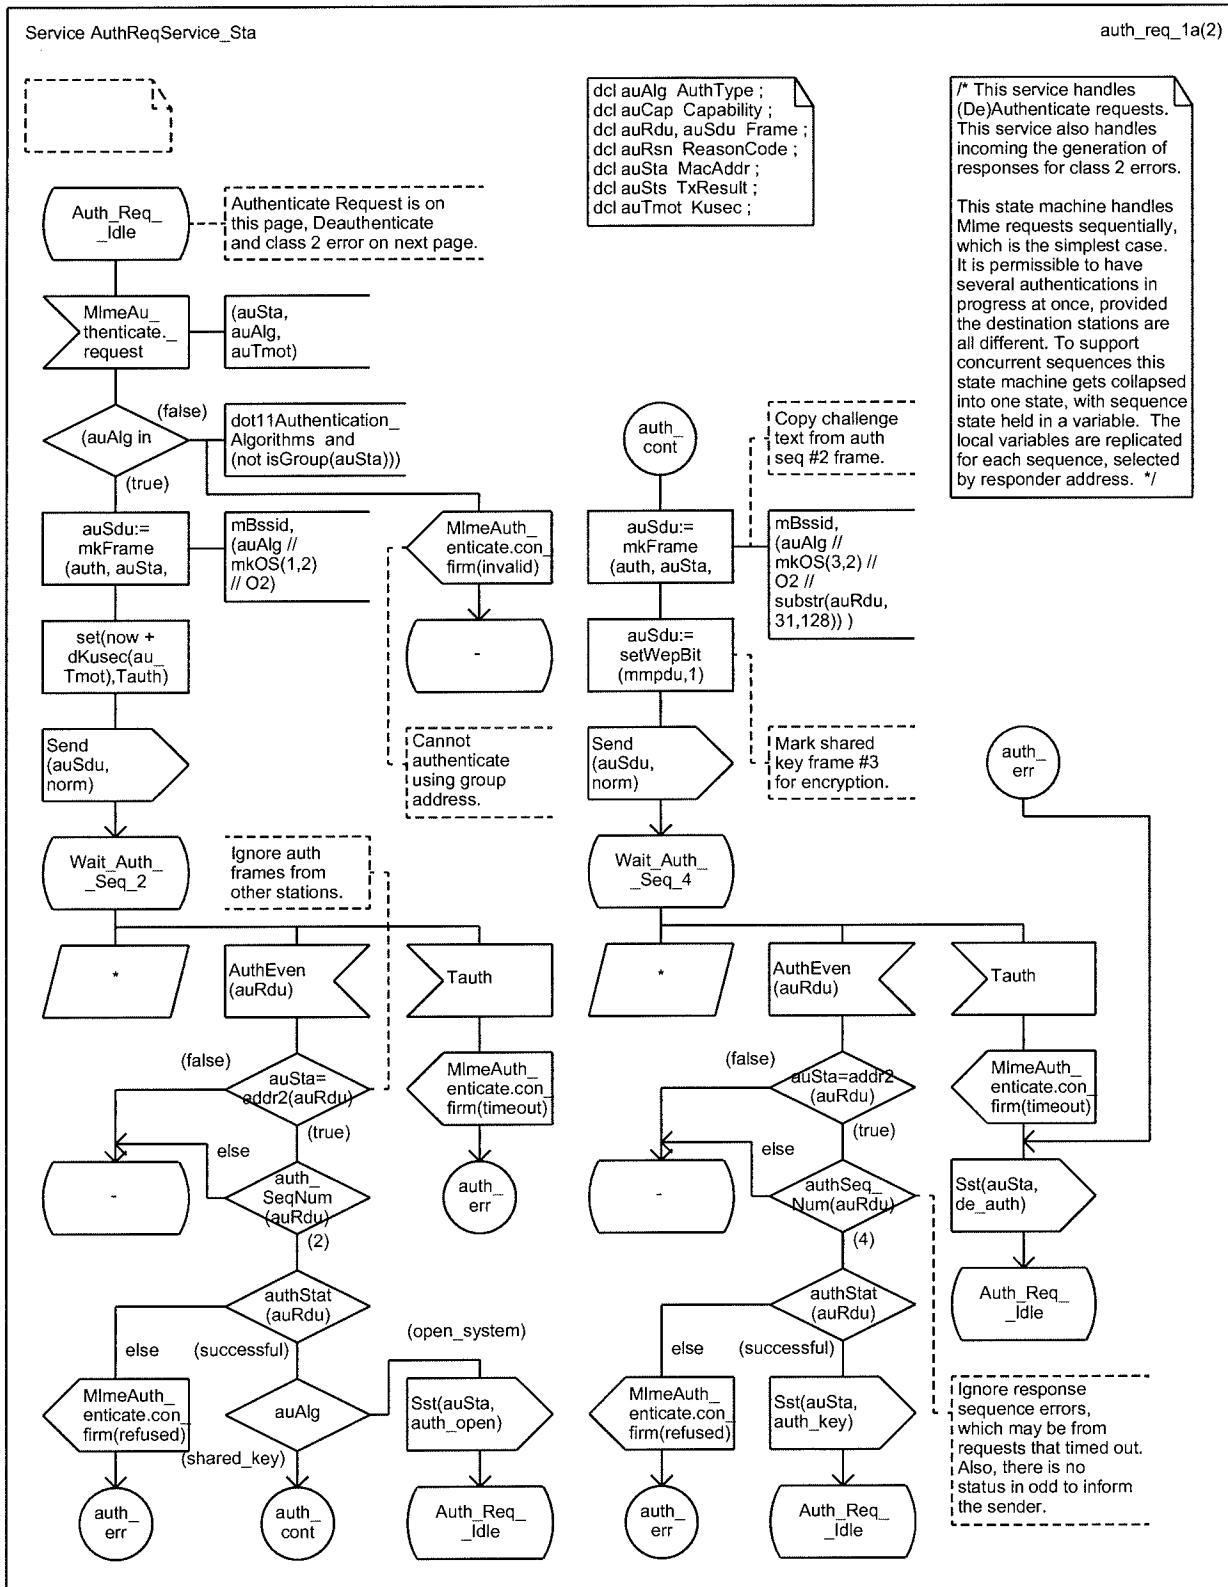 Service AuthReqService_Sta
auth_req_1a(2)
dcl auAlg AuthType ;
dcl auCap Capability ;
dcl auRdu, auSdu Frame ;
dcl auRsn ReasonCode ;
dcl auSta MacAddr ;
dcl auSts TxResult ;
dcl auTmot Kusec ;
/* This service handles
(De)Authenticate requests.
This service also handles
incoming the generation of
responses for class 2 errors.
This state machine handles
Mlme requests sequentially,
which is the simplest case.
It is permissible to have
several authentications in
progress at once, provided
the destination stations are
all different. To support
concurrent sequences this
state machine gets collapsed
into one state, with sequence
state held in a variable. The
local variables are replicated
for each sequence, selected
by responder address. */
Auth_Req_
_Idle
Authenticate Request is on
this page, Deauthenticate
and class 2 error on next page.
MlmeAu_
thenticate._
request
(auSta,
auAlg,
auTmot)
(auAlg in
(false)
(true)
dot11Authentication_
Algorithms and
(not isGroup(auSta)))
auSdu:=
mkFrame
(auth, auSta,
mBssid,
(auAlg //
mkOS(1,2)
// O2)
MlmeAuth_
enticate.con_
firm(invalid)
-
set(now +
dKusec(au_
Tmot),Tauth)
Send
(auSdu,
norm)
Cannot
authenticate
using group
address.
Wait_Auth_
_Seq_2
Ignore auth
frames from
other stations.
*
AuthEven
(auRdu)
Tauth
(false)
auSta=
addr2(auRdu)
(true)
MlmeAuth_
enticate.con_
firm(timeout)
else
-
auth_
SeqNum
(auRdu)
(2)
auth_
err
authStat
(auRdu)
else
(successful)
(open_system)
MlmeAuth_
enticate.con_
firm(refused)
auAlg
(shared_key)
Sst(auSta,
auth_open)
auth_
err
auth_
cont
Auth_Req_
_Idle
auth_
cont
Copy challenge
text from auth
seq #2 frame.
auSdu:=
mkFrame
(auth, auSta,
mBssid,
(auAlg //
mkOS(3,2) //
O2 //
substr(auRdu,
31,128)) )
auSdu:=
setWepBit
(mmpdu,1)
Send
(auSdu,
norm)
Mark shared
key frame #3
for encryption.
auth_
err
Wait_Auth_
_Seq_4
*
AuthEven
(auRdu)
Tauth
(false)
auSta=addr2
(auRdu)
(true)
MlmeAuth_
enticate.con_
firm(timeout)
else
-
authSeq_
Num(auRdu)
(4)
Sst(auSta,
de_auth)
authStat
(auRdu)
Auth_Req_
_Idle
else
(successful)
MlmeAuth_
enticate.con_
firm(refused)
Sst(auSta,
auth_key)
Ignore response
sequence errors,
which may be from
requests that timed out.
Also, there is no
status in odd to inform
the sender.
auth_
err
Auth_Req_
_Idle